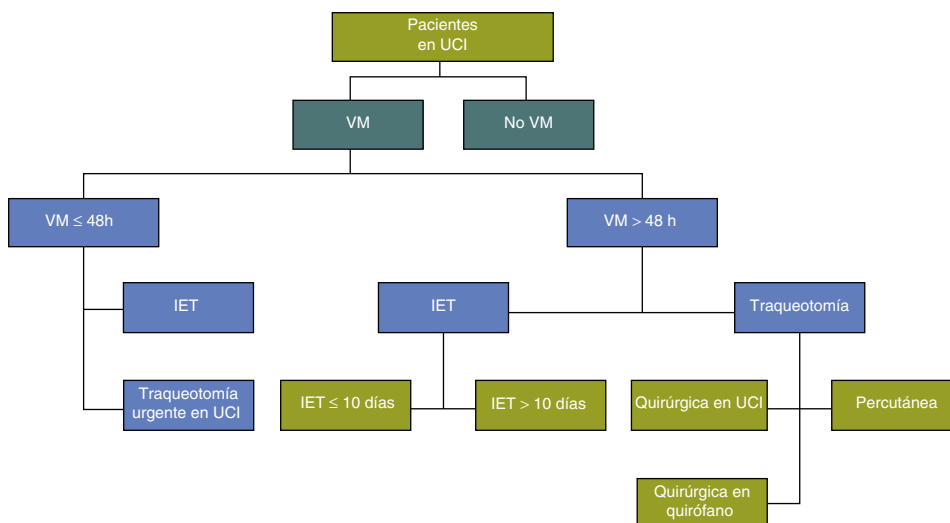 Pacientes
en UCI
VM
No VM
VM ≤ 48h
VM > 48 h
IET
IET
Traqueotomía
Traqueotomía
urgente en UCI
IET ≤ 10 días
IET > 10 días
Quirúrgica en UCI
Percutánea
Quirúrgica en
quirófano